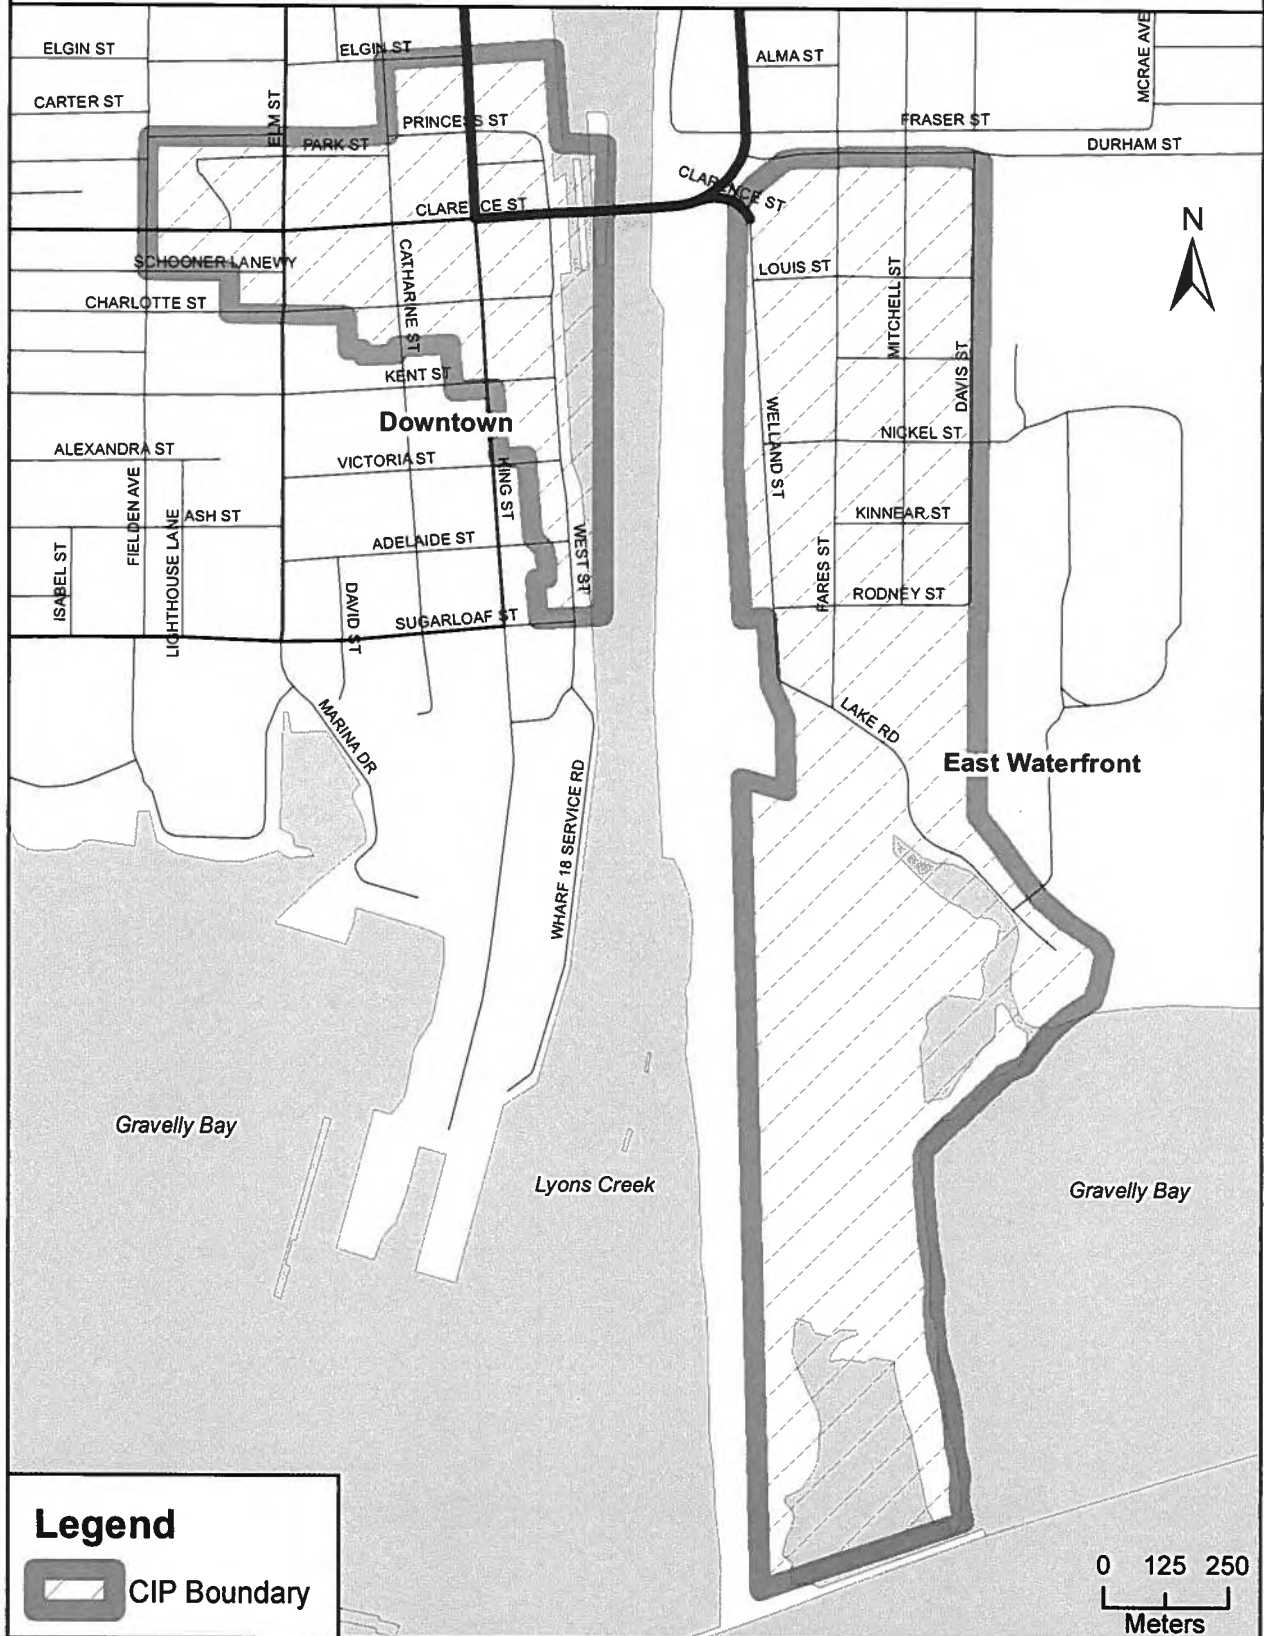 ELGIN ST
ELGIN ST
ALMA ST
MCRAE AVE
CARTER ST
ELM ST
PRINCESS ST
FRASER ST
PARK ST
DURHAM ST
CLARENCE ST
CLARENCE ST
N
SCHOONER LANEWY
CATHARINE ST
LOUIS ST
MITCHELL ST
CHARLOTTE ST
KENT ST
DAVIS ST
Downtown
WELLAND ST
NICKEL ST
ALEXANDRA ST
VICTORIA ST
KING ST
FIELDEN AVE
LIGHTHOUSE LANE
ASH ST
KINNEAR ST
ADELAIDE ST
WEST ST
ISABEL ST
DAVID ST
FARES ST
RODNEY ST
SUGARLOAF ST
MARINA DR
LAKE RD
East Waterfront
WHARF 18 SERVICE RD
Gravelly Bay
Lyons Creek
Gravelly Bay
Legend
CIP Boundary
0 125 250
Meters